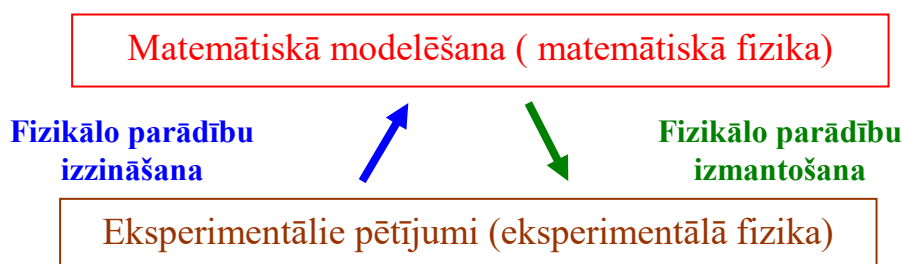 Matemātiskā modelēšana ( matemātiskā fizika)
Fizikālo parādību
izzināšana
Fizikālo parādību
izmantošana
Eksperimentālie pētījumi (eksperimentālā fizika)